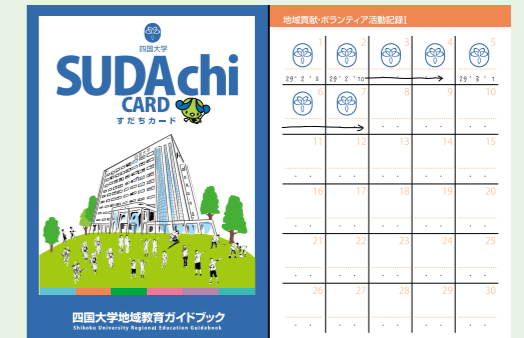 四国大学
SUDAchi
CARD
すだちカード
四国大学地域教育ガイドブック
Shikoku University Regional Education Guidebook
地域貢献・ボランティア活動記録Ⅰ
1 2 3 4 5
29・2・3 29・2・10 29・3・1
6 7 8 9 10
11 12 13 14 15
16 17 18 19 20
21 22 23 24 25
26 27 28 29 30